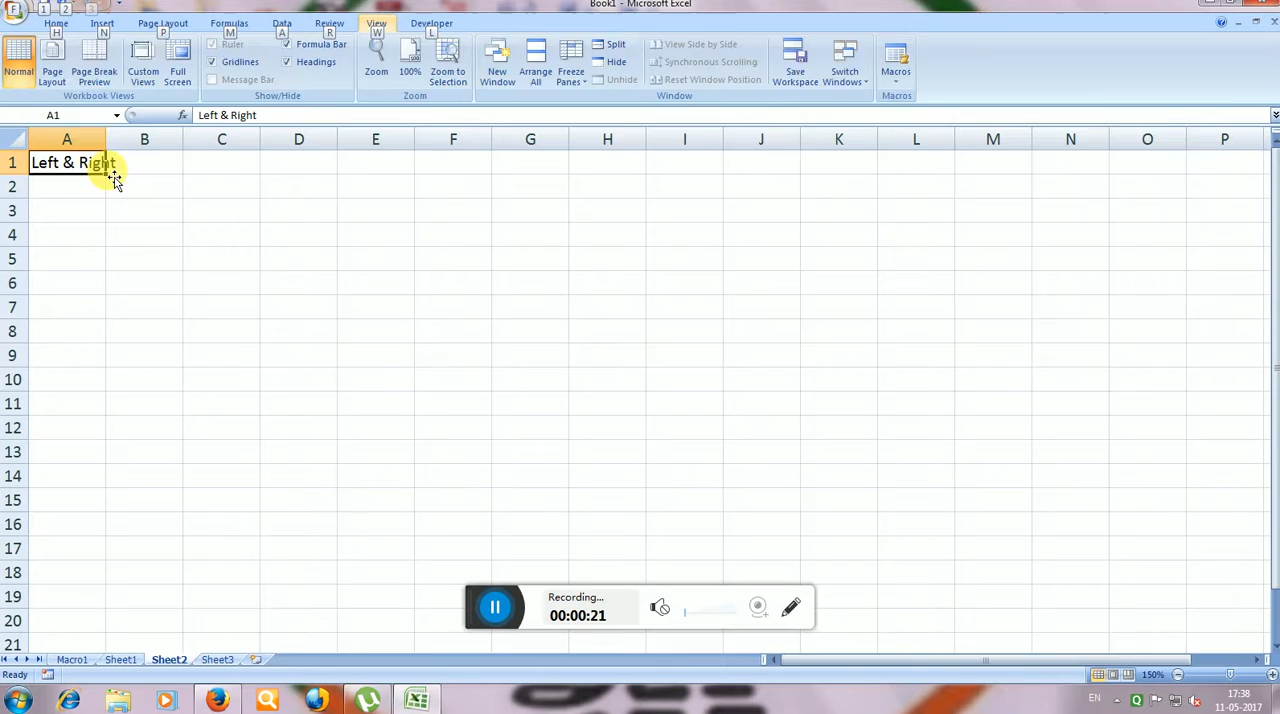 Book1 - Microsoft Excel
F 1 2 3
Home Insert Page Layout Formulas Data Review View Developer
H N P M A R W L
Normal Page Layout Page Break Preview Custom Views Full Screen
Workbook Views
Ruler Formula Bar
Gridlines Headings
Message Bar
Show/Hide
Zoom 100% Zoom to Selection
Zoom
New Window Arrange All Freeze Panes
Split
Hide
Unhide
View Side by Side
Synchronous Scrolling
Reset Window Position
Window
Save Workspace Switch Windows
Macros
Macros
A1 fx Left & Right
A B C D E F G H I J K L M N O P
1 Left & Right
2
3
4
5
6
7
8
9
10
11
12
13
14
15
16
17
18
19
20
21
Recording...
00:00:21
Macro1 Sheet1 Sheet2 Sheet3
Ready 150%
EN 17:38
11-05-2017